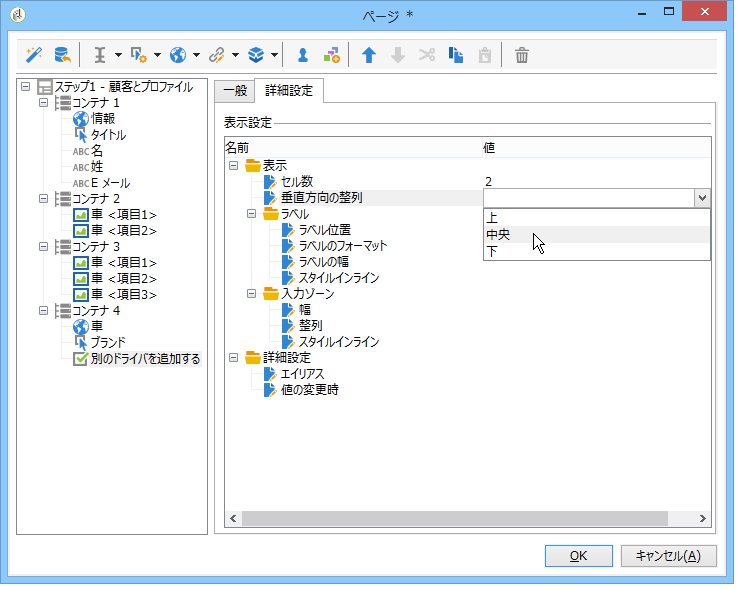 ページ *
ステップ1 - 顧客とプロファイル
コンテナ 1
情報
タイトル
ABC 名
ABC 姓
ABC E メール
コンテナ 2
車 <項目1>
車 <項目2>
コンテナ 3
車 <項目1>
車 <項目2>
車 <項目3>
コンテナ 4
車
ブランド
別のドライバを追加する
一般
詳細設定
表示設定
名前 値
表示
セル数 2
垂直方向の整列
上
中央
下
ラベル
ラベル位置
ラベルのフォーマット
ラベルの幅
スタイルインライン
入力ゾーン
幅
整列
スタイルインライン
詳細設定
エイリアス
値の変更時
OK
キャンセル(A)